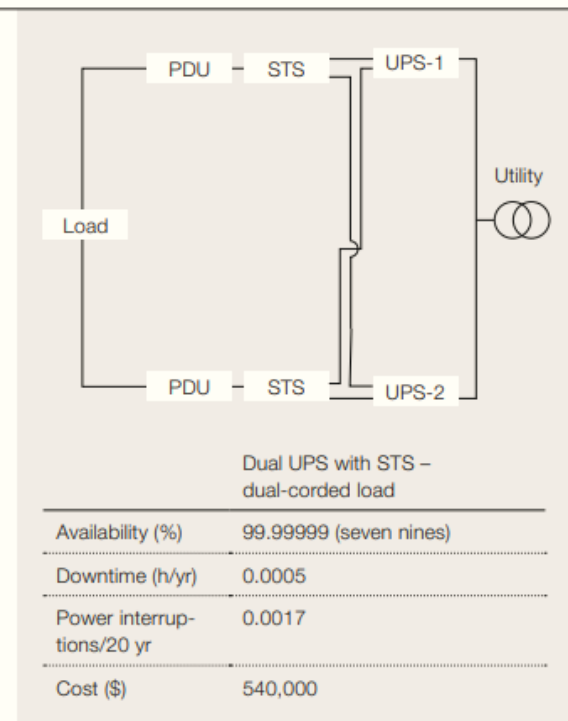 PDU STS UPS-1
Utility
Load
PDU STS UPS-2
Dual UPS with STS –
dual-corded load
Availability (%) 99.99999 (seven nines)
Downtime (h/yr) 0.0005
Power interrup- 0.0017
tions/20 yr
Cost ($) 540,000